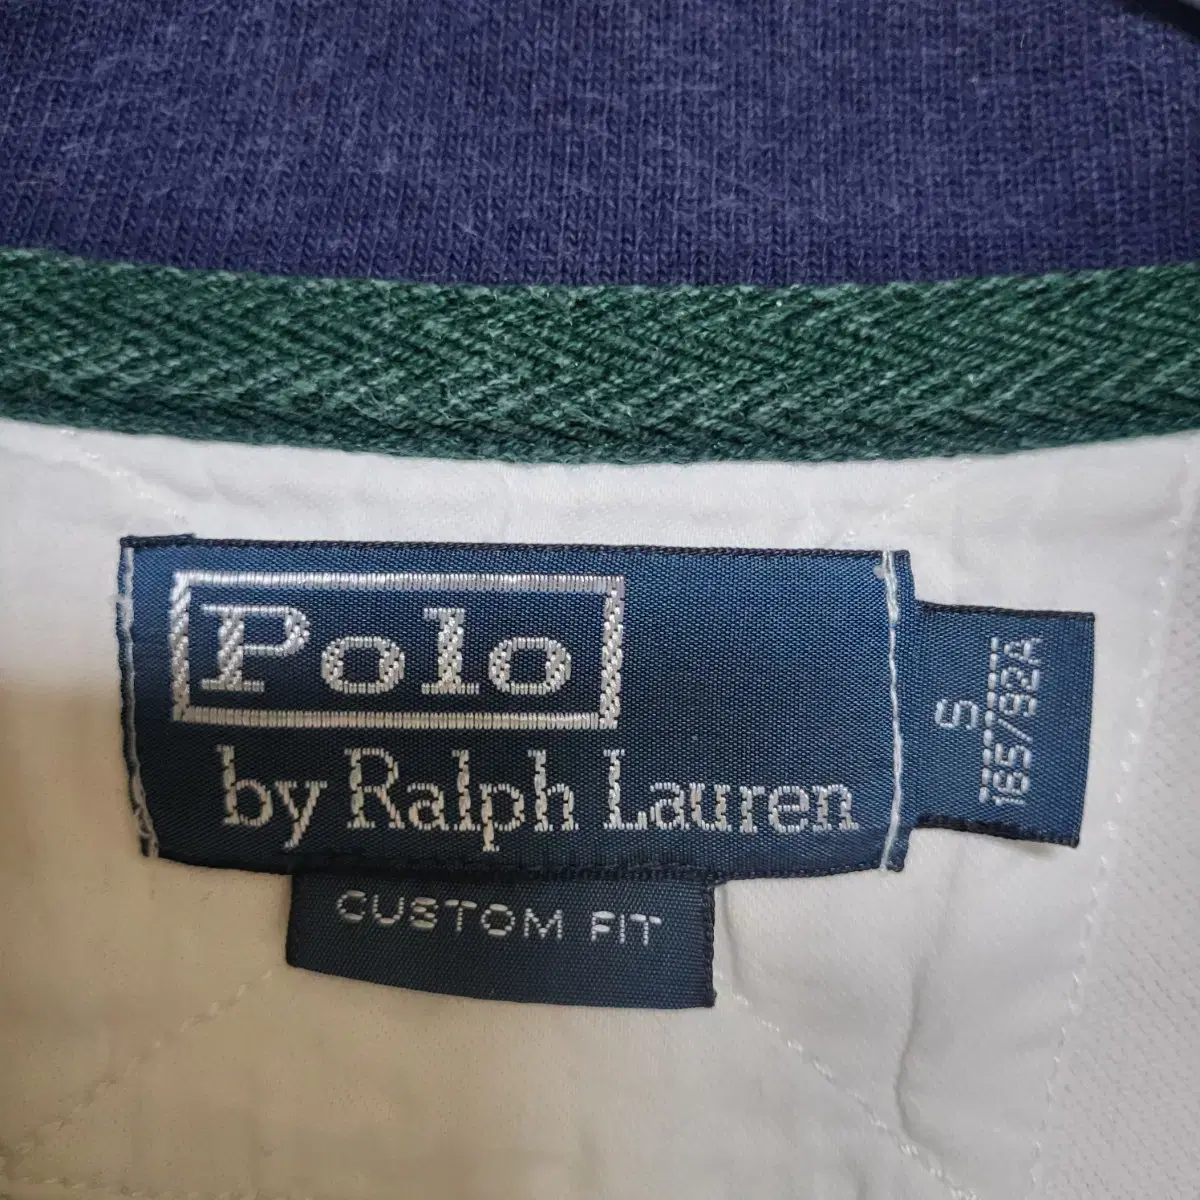 Polo
by Ralph Lauren
CUSTOM FIT
S
165/92A